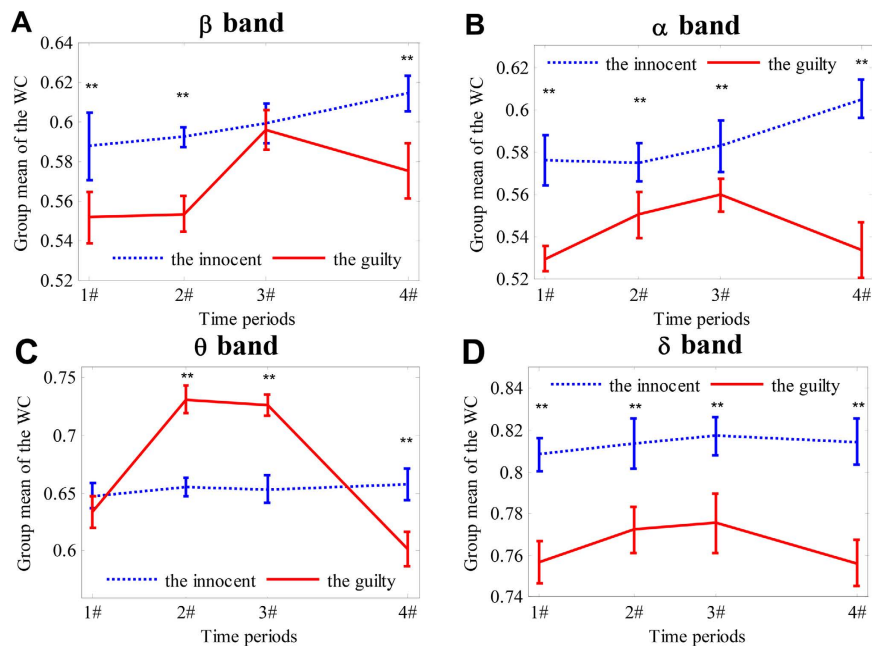 A
β band
Group mean of the WC
0.64
0.62
0.6
0.58
0.56
0.54
0.52
**
**
**
the innocent
the guilty
1#
2#
3#
4#
Time periods
B
α band
Group mean of the WC
0.62
0.6
0.58
0.56
0.54
0.52
the innocent
the guilty
**
**
**
**
1#
2#
3#
4#
Time periods
C
θ band
Group mean of the WC
0.75
0.7
0.65
0.6
**
**
**
the innocent
the guilty
1#
2#
3#
4#
Time periods
D
δ band
Group mean of the WC
0.84
0.82
0.8
0.78
0.76
0.74
the innocent
the guilty
**
**
**
**
1#
2#
3#
4#
Time periods